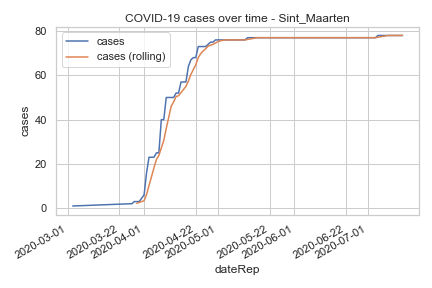 COVID-19 cases over time - Sint_Maarten
cases
cases (rolling)
80
60
40
20
0
cases
2020-03-01
2020-03-22
2020-04-01
2020-04-22
2020-05-01
2020-05-22
2020-06-01
2020-06-22
2020-07-01
dateRep